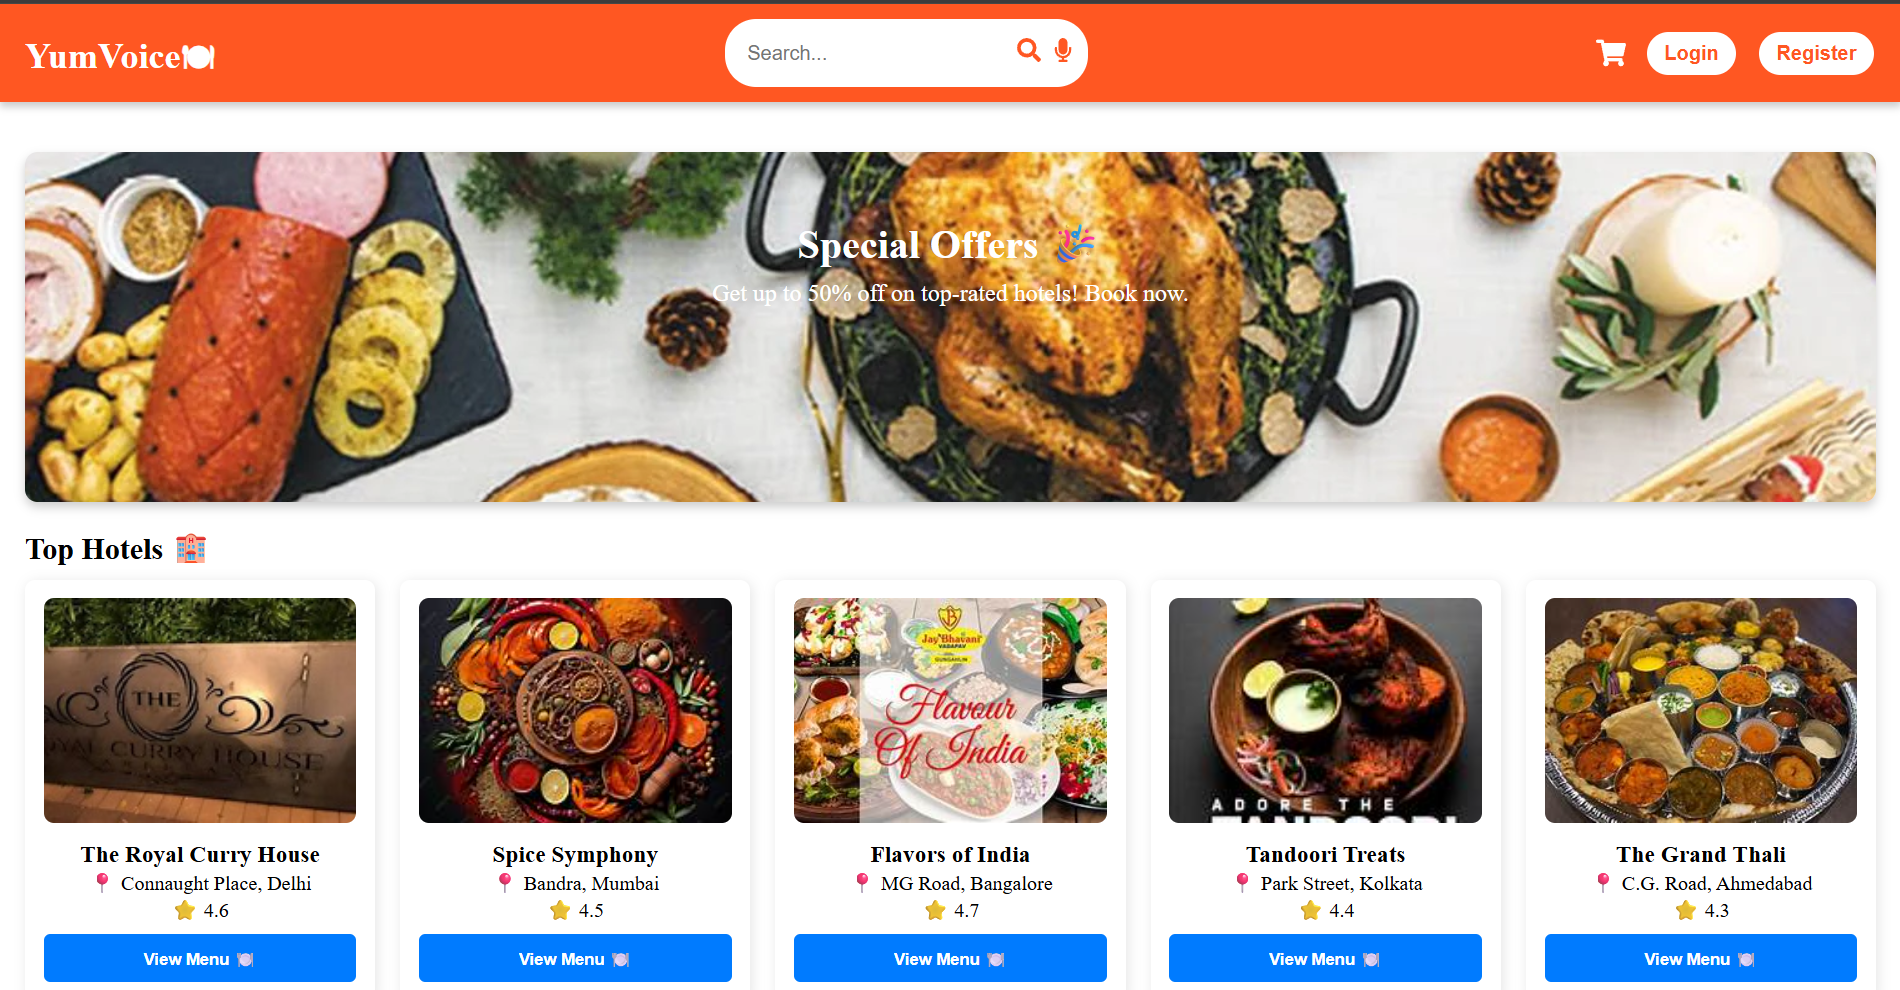 YumVoice🍽
Search...
Login
Register
Special Offers 🎉
Get up to 50% off on top-rated hotels! Book now.
Top Hotels 🏨
THE
YAL CURRY HOUSE
Jay Bhavani
VADAPAV
GUNGAHLIN
Flavour
Of India
ADORE THE
TANDOORI
The Royal Curry House
📍 Connaught Place, Delhi
⭐ 4.6
View Menu 🍽
Spice Symphony
📍 Bandra, Mumbai
⭐ 4.5
View Menu 🍽
Flavors of India
📍 MG Road, Bangalore
⭐ 4.7
View Menu 🍽
Tandoori Treats
📍 Park Street, Kolkata
⭐ 4.4
View Menu 🍽
The Grand Thali
📍 C.G. Road, Ahmedabad
⭐ 4.3
View Menu 🍽